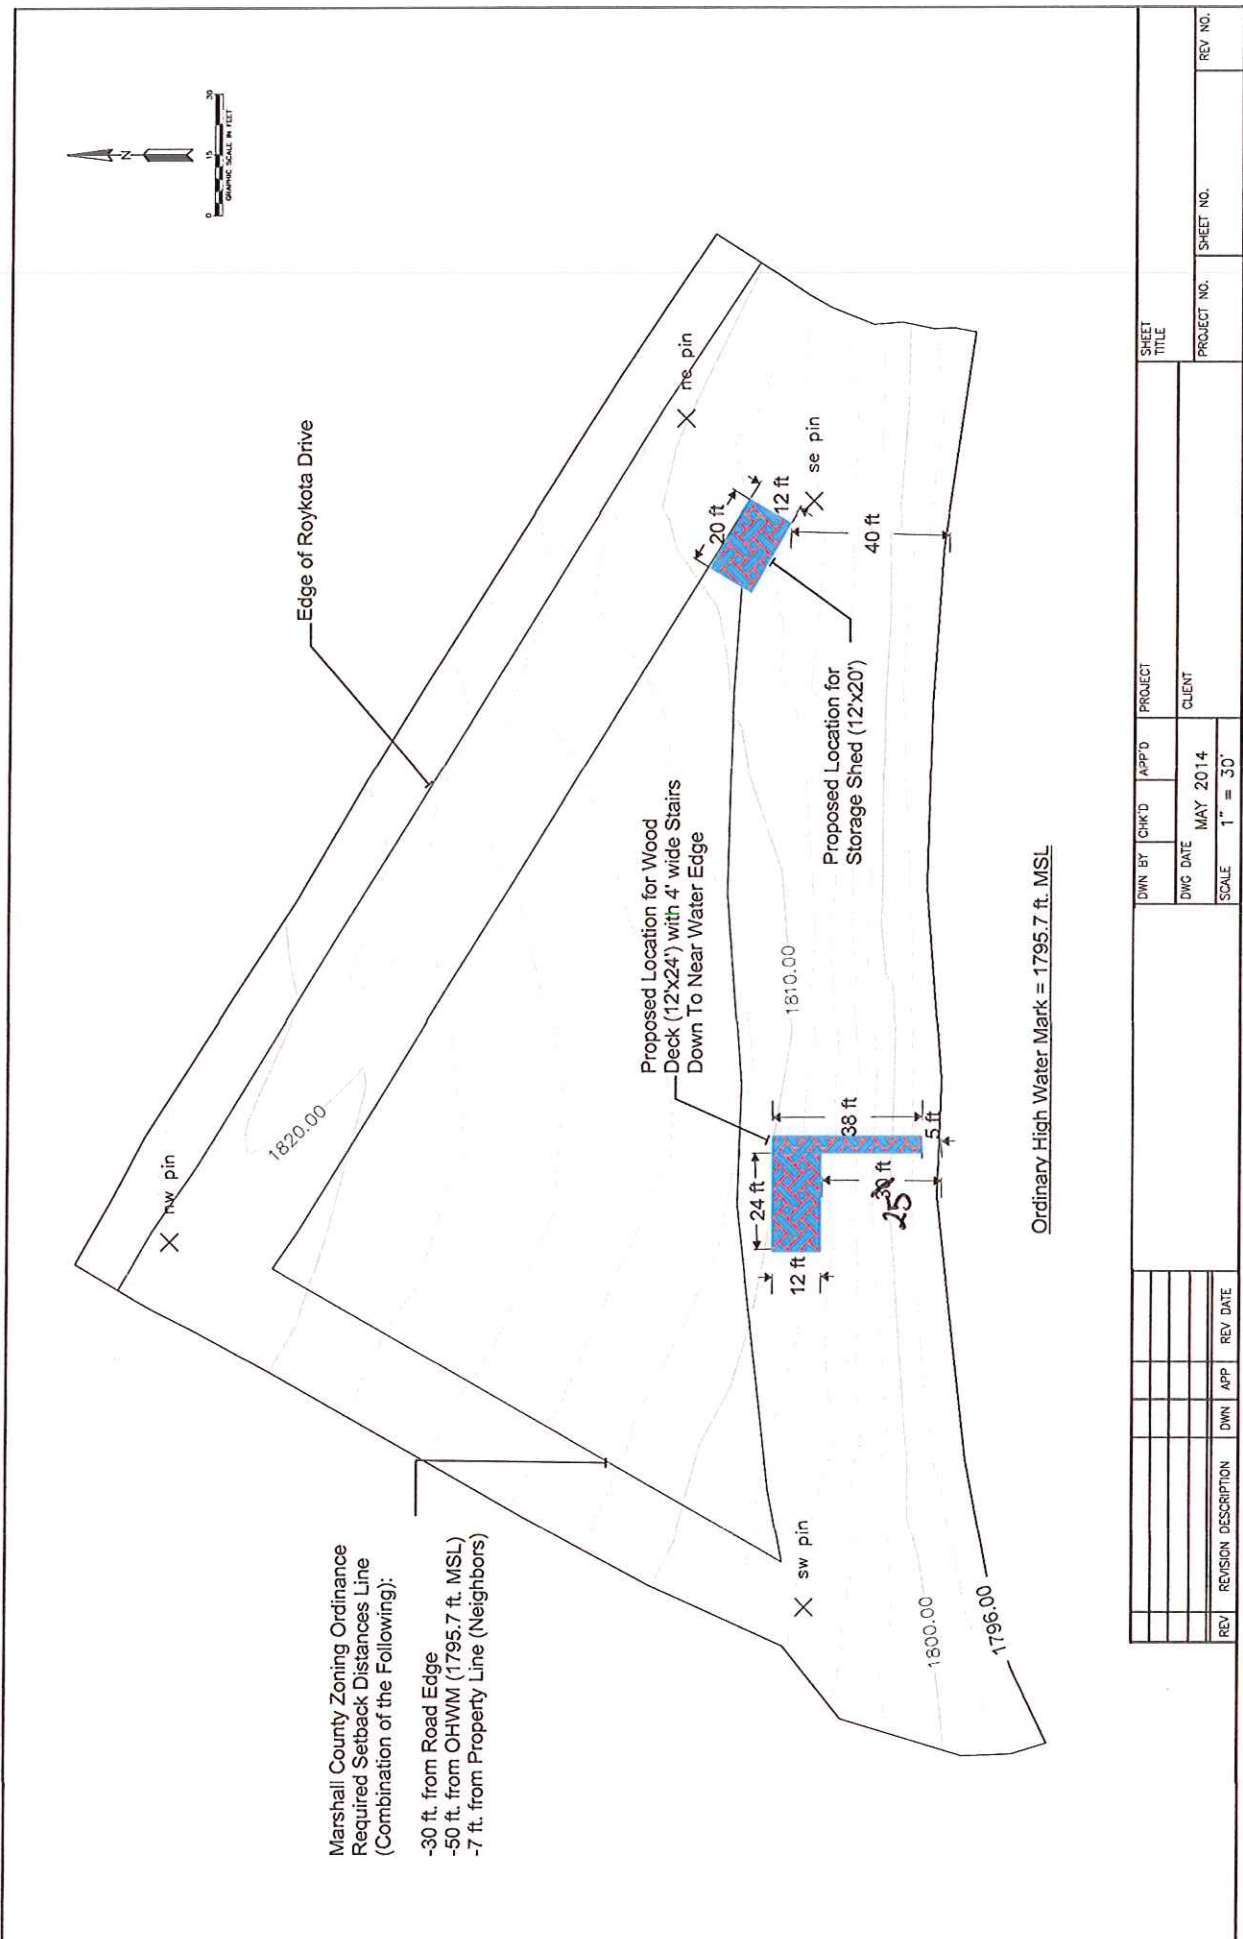 N
0 15 30
GRAPHIC SCALE IN FEET
Edge of Roykota Drive
nw pin
ne pin
se pin
sw pin
1820.00
1810.00
1800.00
1796.00
Marshall County Zoning Ordinance
Required Setback Distances Line
(Combination of the Following):
-30 ft. from Road Edge
-50 ft. from OHWM (1795.7 ft. MSL)
-7 ft. from Property Line (Neighbors)
Proposed Location for Wood
Deck (12'x24') with 4' wide Stairs
Down To Near Water Edge
24 ft
12 ft
38 ft
5 ft
30 ft
25
20 ft
12 ft
40 ft
Proposed Location for
Storage Shed (12'x20')
Ordinary High Water Mark = 1795.7 ft. MSL
REV REVISION DESCRIPTION DWN APP REV DATE
DWN BY CHK'D APP'D
DWG DATE MAY 2014
SCALE 1" = 30'
PROJECT
CLIENT
SHEET
TITLE
PROJECT NO. SHEET NO. REV NO.